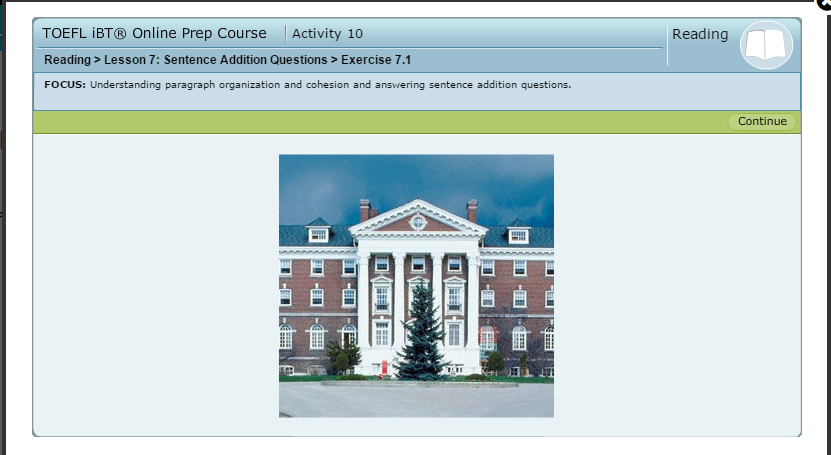 TOEFL iBT® Online Prep Course Activity 10
Reading
Reading > Lesson 7: Sentence Addition Questions > Exercise 7.1
FOCUS: Understanding paragraph organization and cohesion and answering sentence addition questions.
Continue